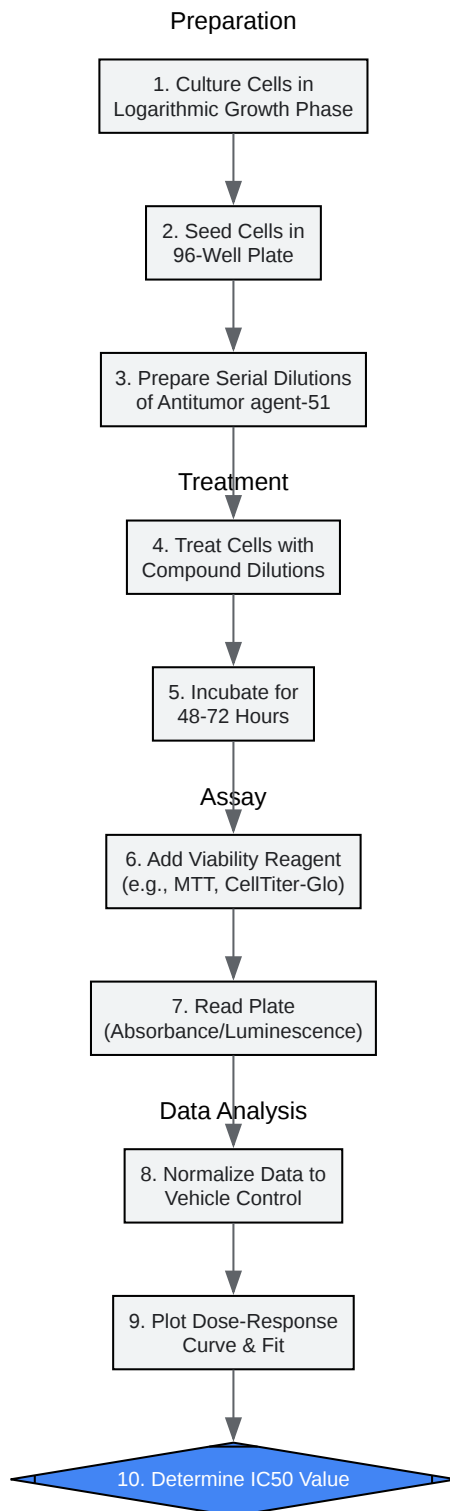 Preparation
1. Culture Cells in
Logarithmic Growth Phase
2. Seed Cells in
96-Well Plate
3. Prepare Serial Dilutions
of Antitumor agent-51
Treatment
4. Treat Cells with
Compound Dilutions
5. Incubate for
48-72 Hours
Assay
6. Add Viability Reagent
(e.g., MTT, CellTiter-Glo)
7. Read Plate
(Absorbance/Luminescence)
Data Analysis
8. Normalize Data to
Vehicle Control
9. Plot Dose-Response
Curve & Fit
10. Determine IC50 Value